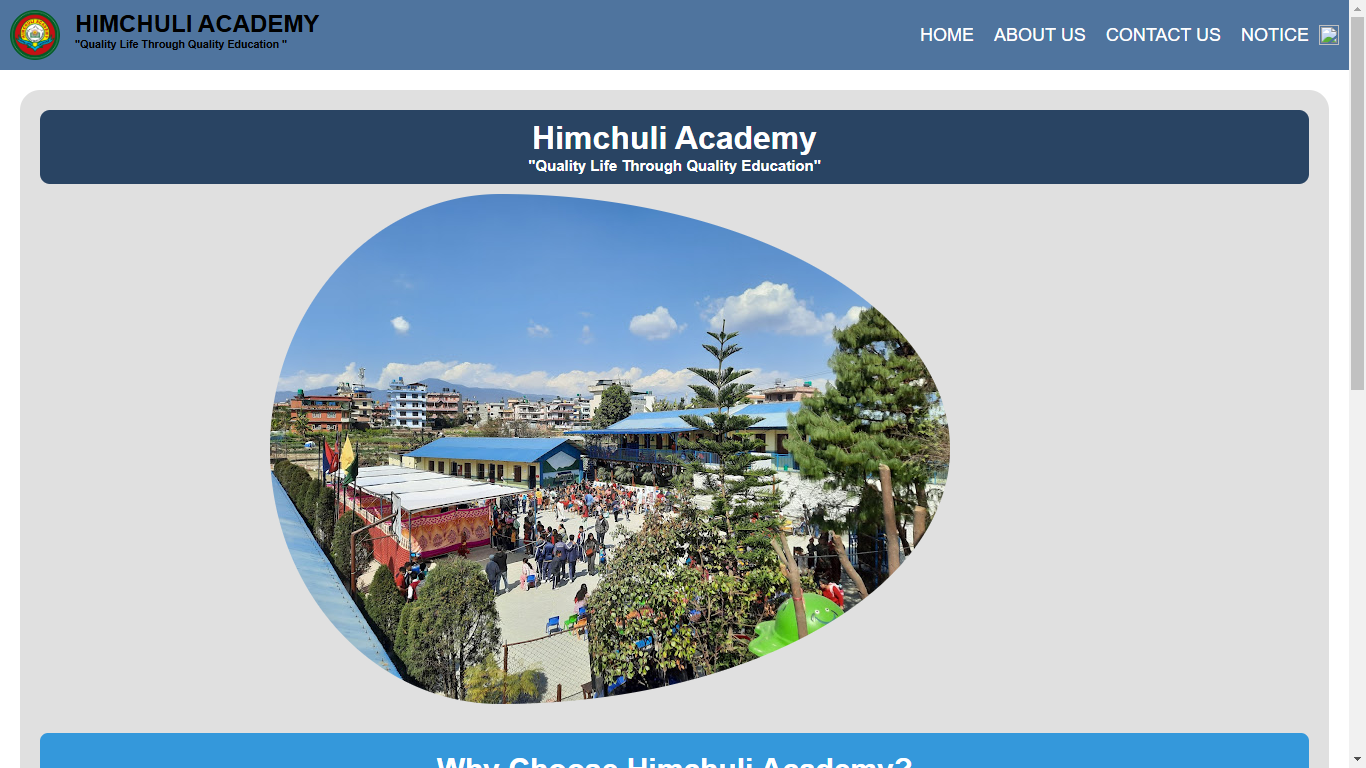 HIMCHULI ACADEMY
"Quality Life Through Quality Education "
HOME ABOUT US CONTACT US NOTICE
Himchuli Academy
"Quality Life Through Quality Education"
Why Choose Himchuli Academy?